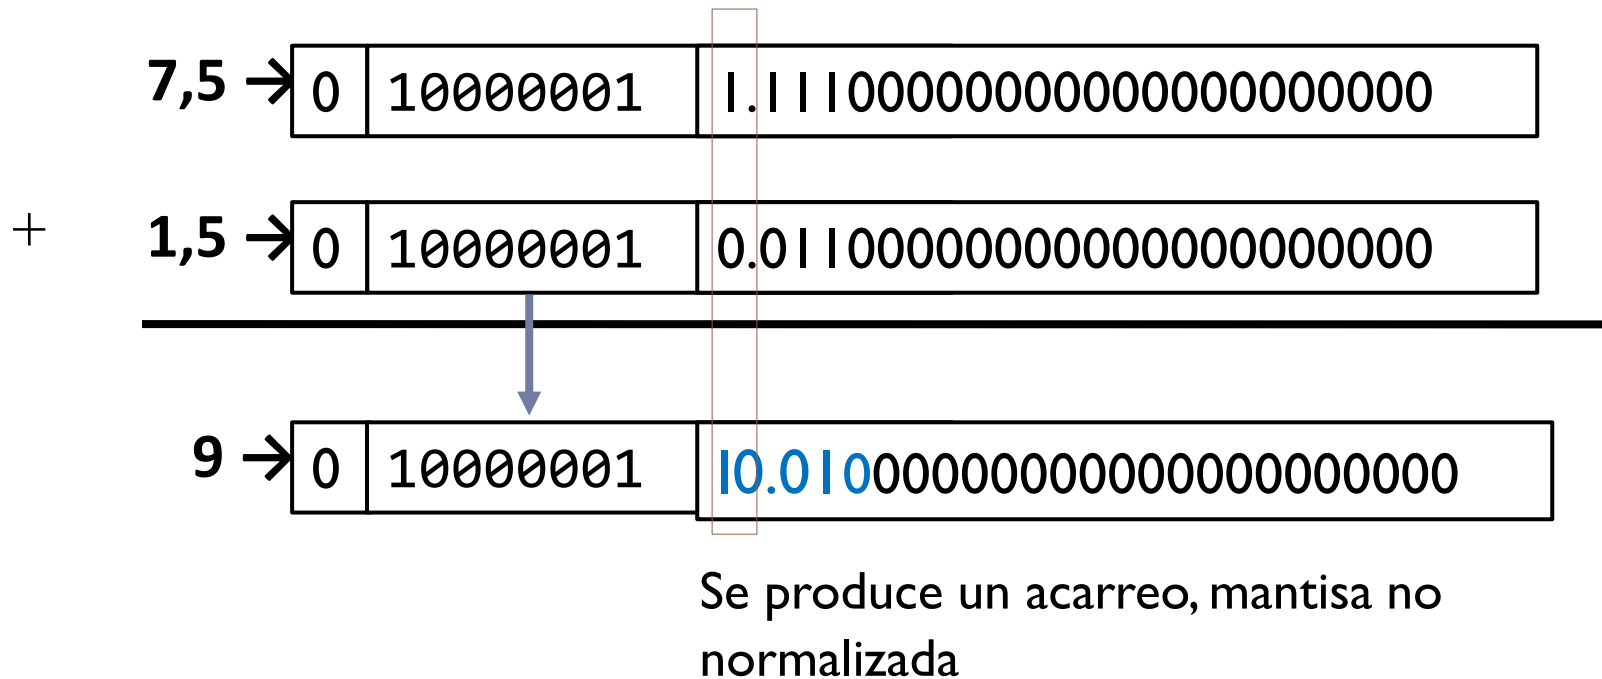 7,5 → 0 10000001 1.11100000000000000000000
+ 1,5 → 0 10000001 0.01100000000000000000000
9 → 0 10000001 10.01000000000000000000000
Se produce un acarreo, mantisa no
normalizada